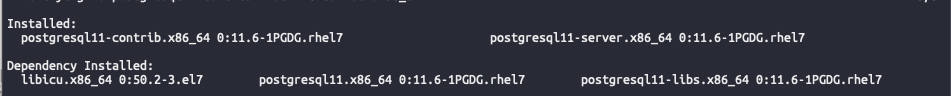 Installed:
postgresql11-contrib.x86_64 0:11.6-1PGDG.rhel7 postgresql11-server.x86_64 0:11.6-1PGDG.rhel7
Dependency Installed:
libicu.x86_64 0:50.2-3.el7 postgresql11.x86_64 0:11.6-1PGDG.rhel7 postgresql11-libs.x86_64 0:11.6-1PGDG.rhel7